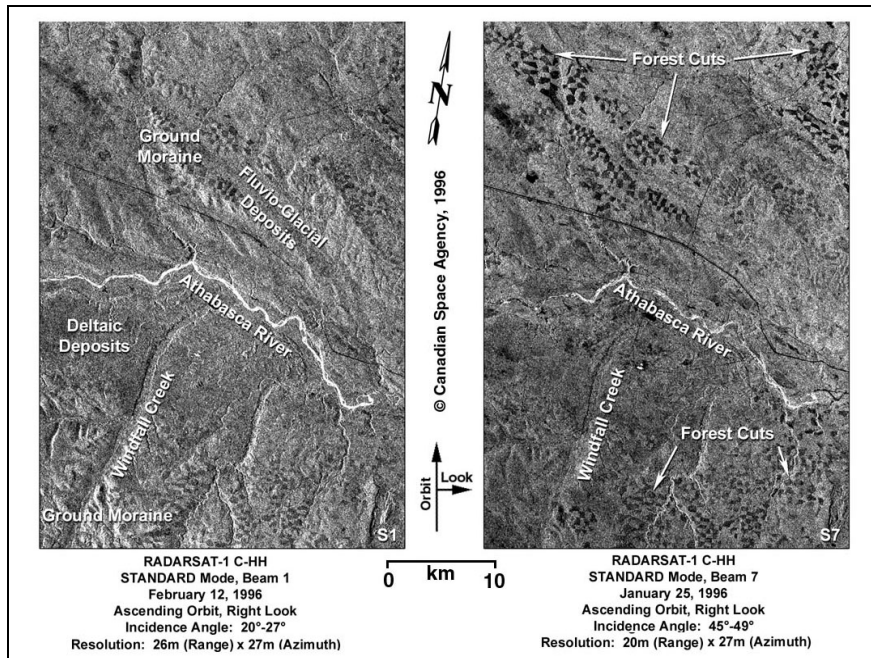 Ground
Moraine
Fluvio-Glacial
Deposits
Athabasca River
Deltaic
Deposits
Windfall Creek
Ground Moraine
S1
RADARSAT-1 C-HH
STANDARD Mode, Beam 1
February 12, 1996
Ascending Orbit, Right Look
Incidence Angle: 20°-27°
Resolution: 26m (Range) x 27m (Azimuth)
N
© Canadian Space Agency, 1996
Orbit
Look
0 km 10
Forest Cuts
Athabasca River
Windfall Creek
Forest Cuts
S7
RADARSAT-1 C-HH
STANDARD Mode, Beam 7
January 25, 1996
Ascending Orbit, Right Look
Incidence Angle: 45°-49°
Resolution: 20m (Range) x 27m (Azimuth)